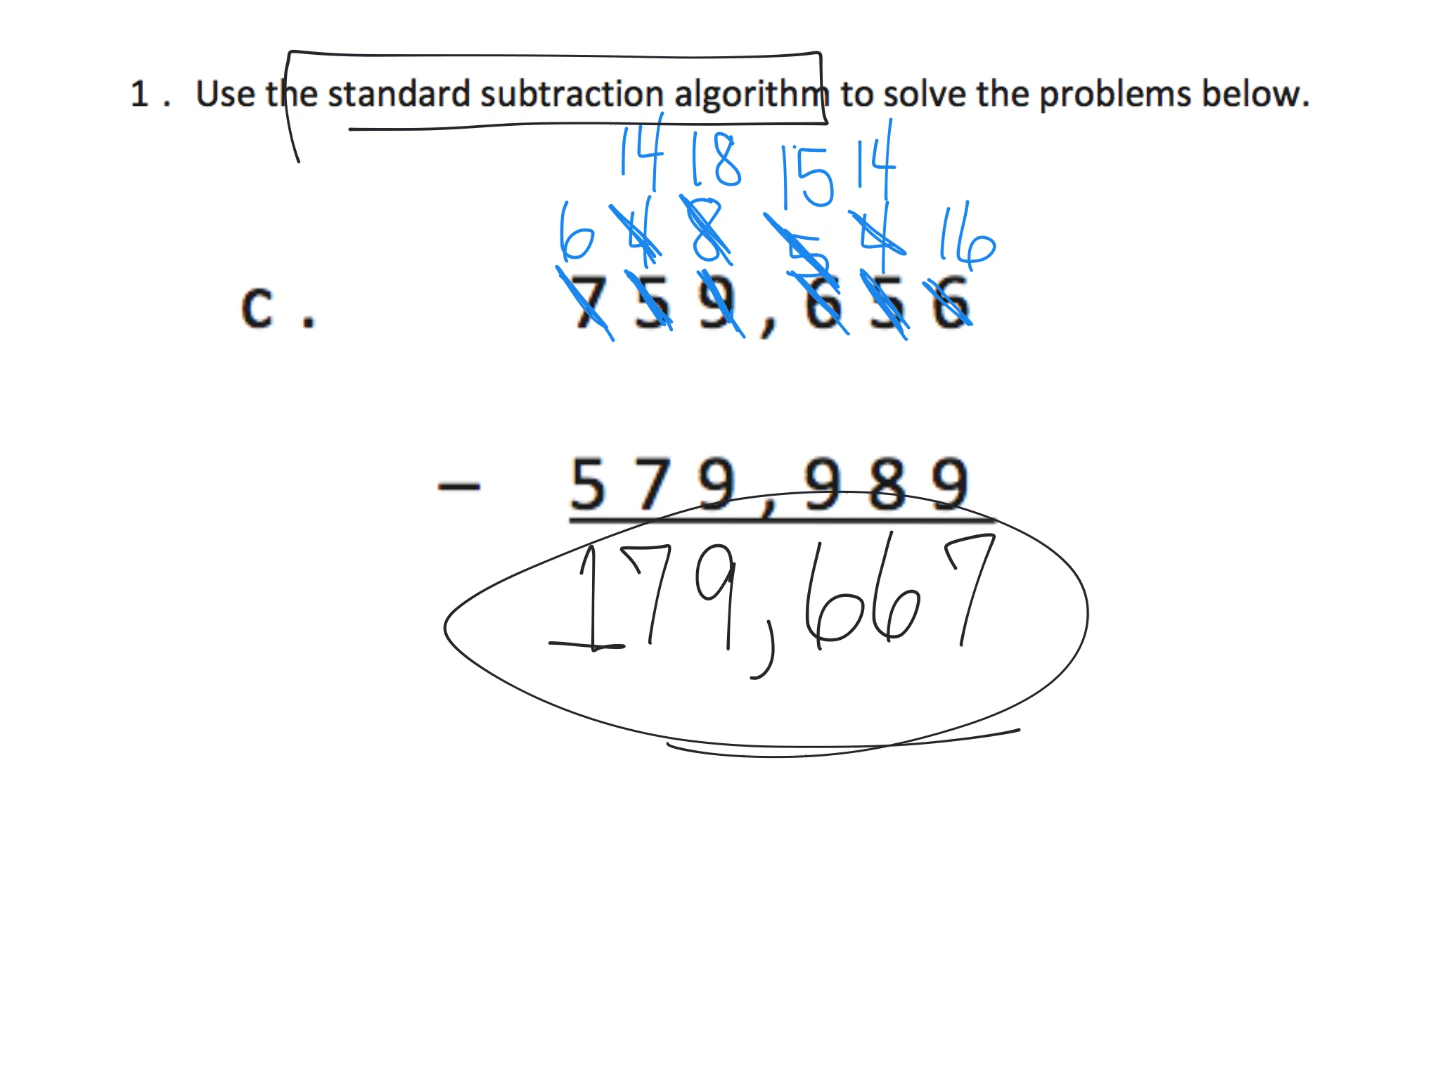 1. Use the standard subtraction algorithm to solve the problems below.
14 18 15 14
6 4 8 5 4 16
c. 759,656
- 579,989
179,667